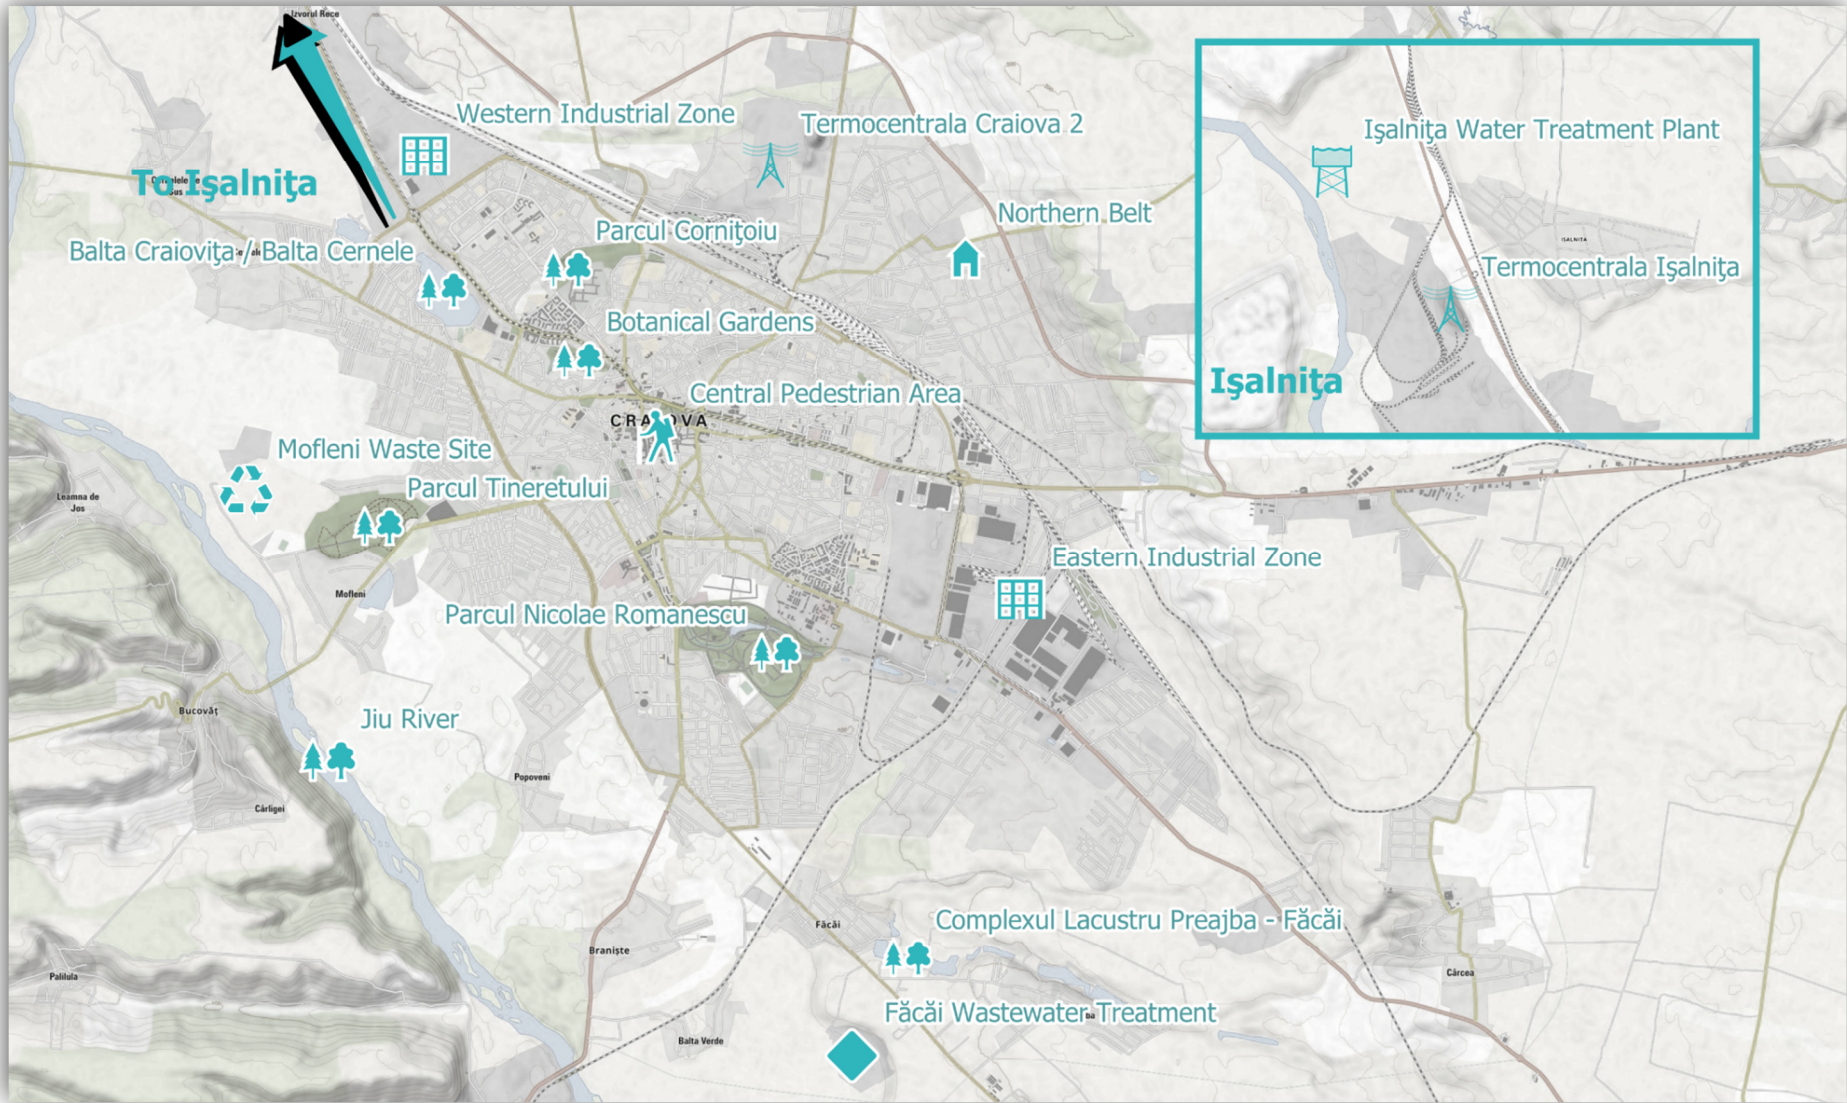 Izvorul Rece
Western Industrial Zone
Termocentrala Craiova 2
Işalniţa Water Treatment Plant
To Işalniţa
Balta Craioviţa / Balta Cernele
Parcul Corniţoiu
Northern Belt
ISALNITA
Termocentrala Işalniţa
Botanical Gardens
Işalniţa
Central Pedestrian Area
CRAIOVA
Mofleni Waste Site
Parcul Tineretului
Leamna de
Jos
Eastern Industrial Zone
Mofleni
Parcul Nicolae Romanescu
Bucovăț
Jiu River
Popoveni
Cârligei
Făcăi
Complexul Lacustru Preajba - Făcăi
Braniște
Palilula
Cârcea
Făcăi Wastewater Treatment
Balta Verde